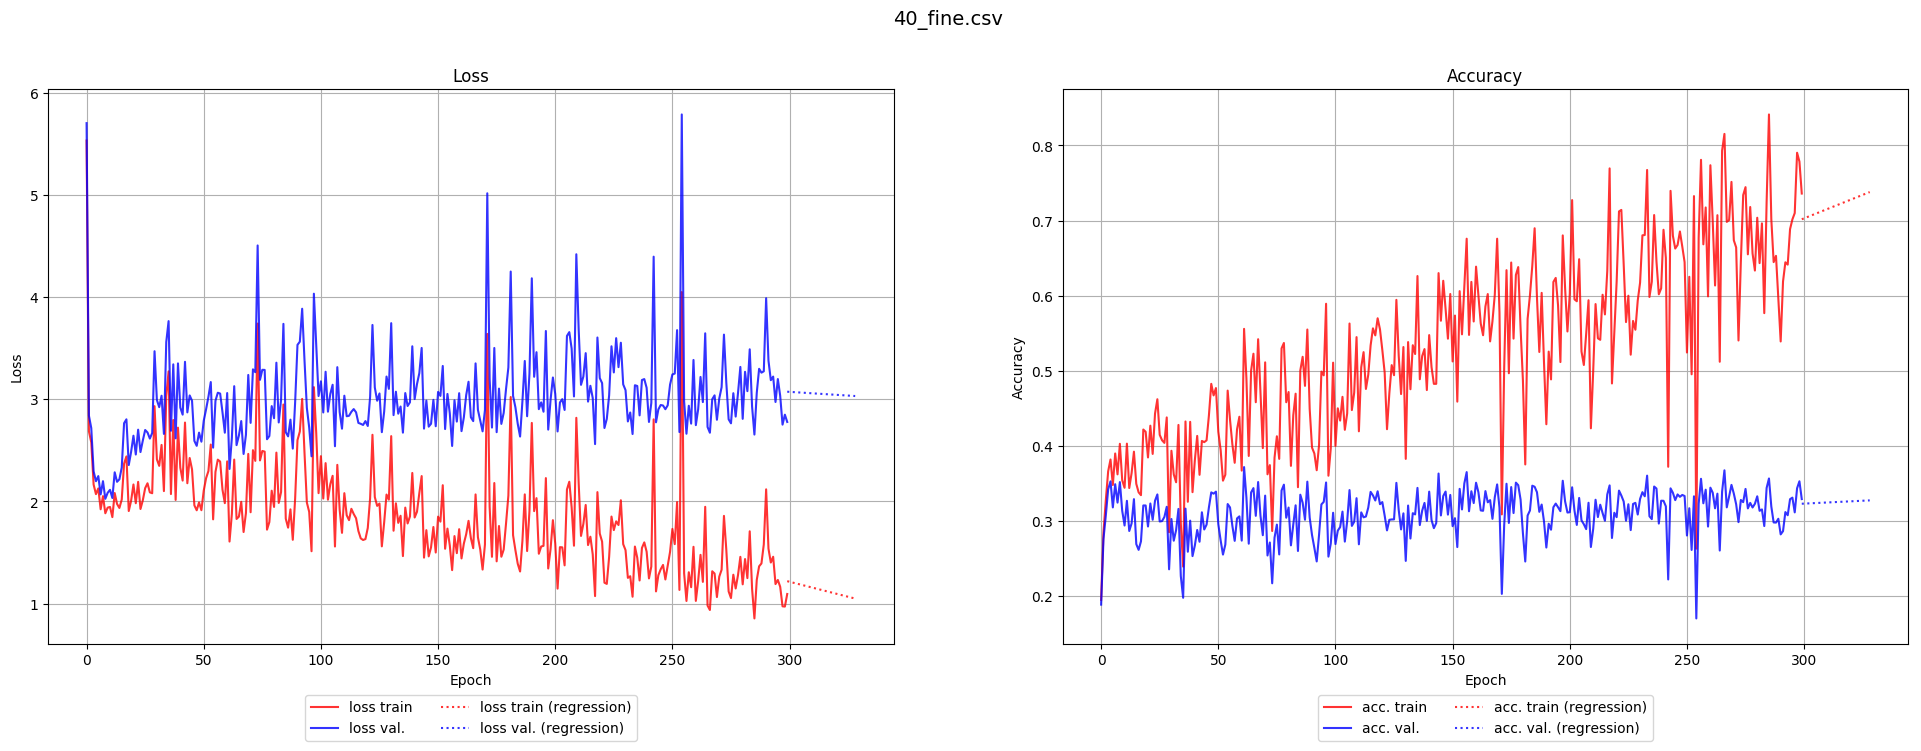 40_fine.csv
Loss
Loss
6
5
4
3
2
1
0 50 100 150 200 250 300
Epoch
loss train loss train (regression)
loss val. loss val. (regression)
Accuracy
Accuracy
0.8
0.7
0.6
0.5
0.4
0.3
0.2
0 50 100 150 200 250 300
Epoch
acc. train acc. train (regression)
acc. val. acc. val. (regression)